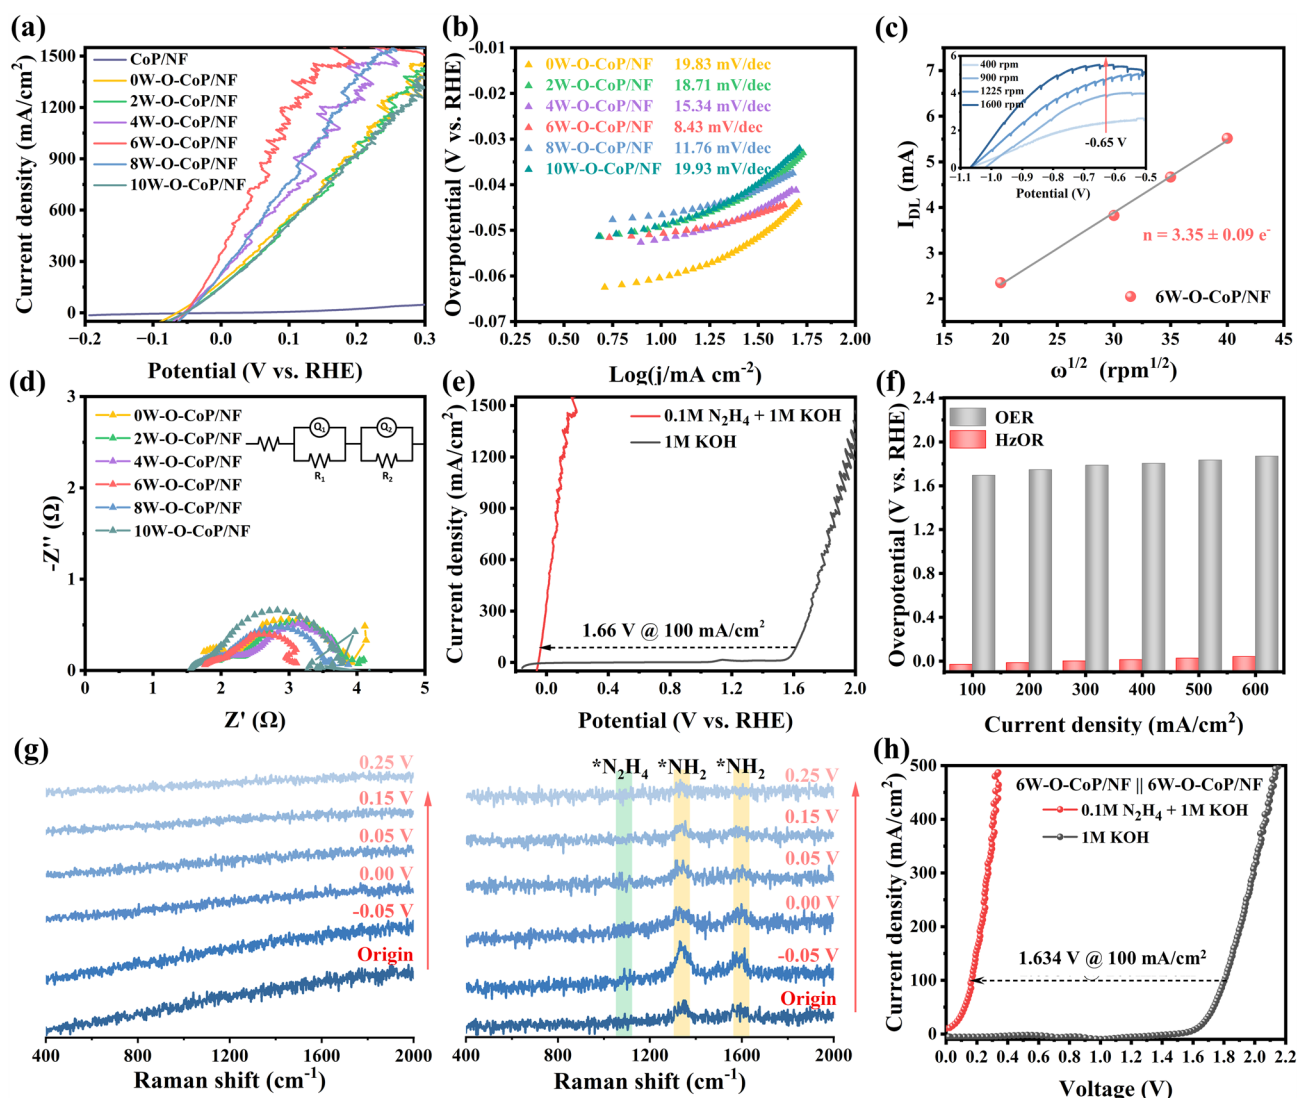 (a)
Current density (mA/cm²)
1500
1200
900
600
300
0
CoP/NF
0W-O-CoP/NF
2W-O-CoP/NF
4W-O-CoP/NF
6W-O-CoP/NF
8W-O-CoP/NF
10W-O-CoP/NF
−0.2 −0.1 0.0 0.1 0.2 0.3
Potential (V vs. RHE)
(b)
Overpotential (V vs. RHE)
-0.01
-0.02
-0.03
-0.04
-0.05
-0.06
-0.07
0W-O-CoP/NF 19.83 mV/dec
2W-O-CoP/NF 18.71 mV/dec
4W-O-CoP/NF 15.34 mV/dec
6W-O-CoP/NF 8.43 mV/dec
8W-O-CoP/NF 11.76 mV/dec
10W-O-CoP/NF 19.93 mV/dec
0.25 0.50 0.75 1.00 1.25 1.50 1.75 2.00
Log(j/mA cm⁻²)
(c)
I_DL (mA)
7
6
5
4
3
2
6
4
2
0
400 rpm
900 rpm
1225 rpm
1600 rpm
-0.65 V
−1.1 −1.0 −0.9 −0.8 −0.7 −0.6 −0.5
Potential (V)
n = 3.35 ± 0.09 e⁻
6W-O-CoP/NF
15 20 25 30 35 40 45
ω^1/2 (rpm^1/2)
(d)
-Z'' (Ω)
3
2
1
0
0W-O-CoP/NF
2W-O-CoP/NF
4W-O-CoP/NF
6W-O-CoP/NF
8W-O-CoP/NF
10W-O-CoP/NF
Q₁ Q₂
R₁ R₂
0 1 2 3 4 5
Z' (Ω)
(e)
Current density (mA/cm²)
1500
1200
900
600
300
0
0.1M N₂H₄ + 1M KOH
1M KOH
1.66 V @ 100 mA/cm²
0.0 0.4 0.8 1.2 1.6 2.0
Potential (V vs. RHE)
(f)
Overpotential (V vs. RHE)
2.4
2.0
1.6
1.2
0.8
0.4
0.0
OER
HzOR
100 200 300 400 500 600
Current density (mA/cm²)
(g)
0.25 V
0.15 V
0.05 V
0.00 V
-0.05 V
Origin
400 800 1200 1600 2000
Raman shift (cm⁻¹)
*N₂H₄ *NH₂ *NH₂
0.25 V
0.15 V
0.05 V
0.00 V
-0.05 V
Origin
400 800 1200 1600 2000
Raman shift (cm⁻¹)
(h)
Current density (mA/cm²)
500
400
300
200
100
0
6W-O-CoP/NF || 6W-O-CoP/NF
0.1M N₂H₄ + 1M KOH
1M KOH
1.634 V @ 100 mA/cm²
0.0 0.2 0.4 0.6 0.8 1.0 1.2 1.4 1.6 1.8 2.0 2.2
Voltage (V)